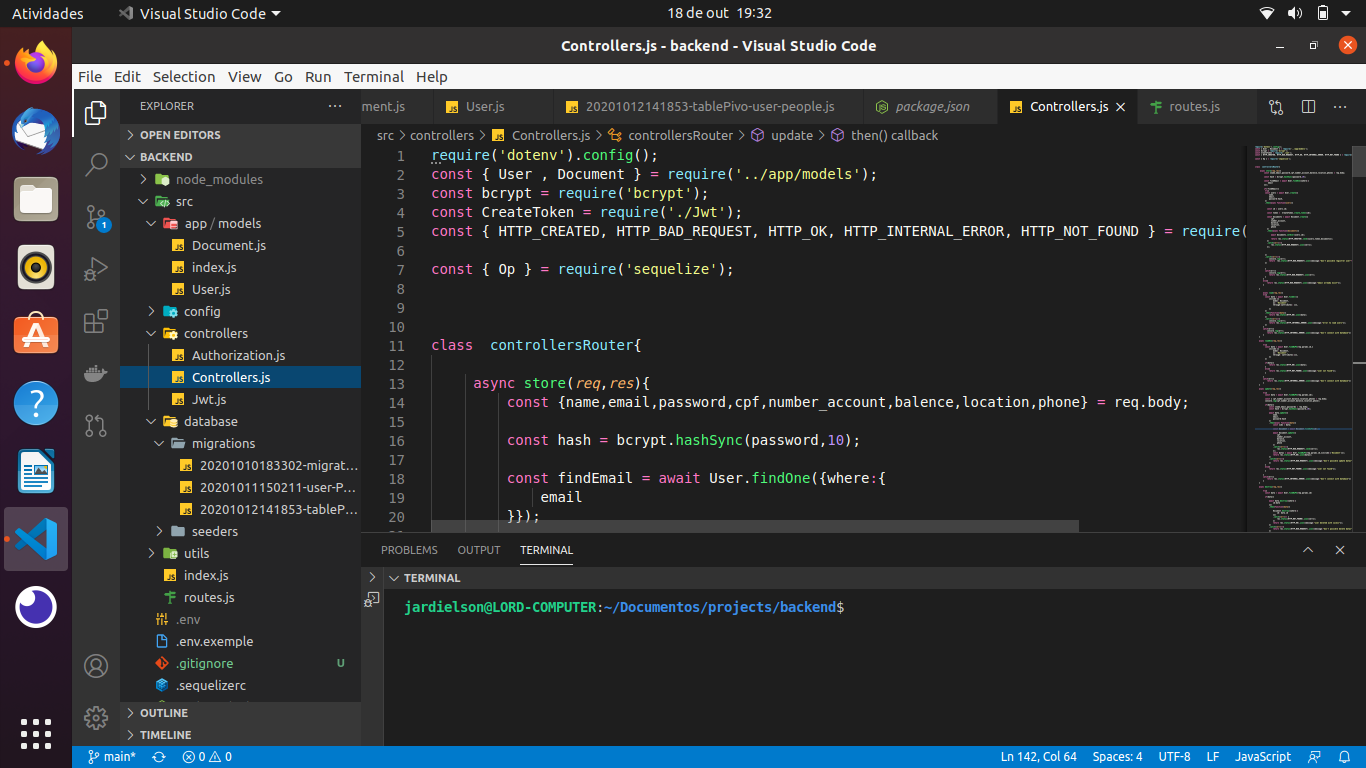 Atividades
Visual Studio Code
18 de out 19:32
Controllers.js - backend - Visual Studio Code
File Edit Selection View Go Run Terminal Help
EXPLORER
OPEN EDITORS
BACKEND
node_modules
src
app / models
Document.js
index.js
User.js
config
controllers
Authorization.js
Controllers.js
Jwt.js
database
migrations
20201010183302-migrat...
20201011150211-user-P...
20201012141853-tableP...
seeders
utils
index.js
routes.js
.env
.env.exemple
.gitignore U
.sequelizerc
OUTLINE
TIMELINE
1
ment.js
User.js
20201012141853-tablePivo-user-people.js
package.json
Controllers.js
routes.js
src > controllers > Controllers.js > controllersRouter > update > then() callback
1 require('dotenv').config();
2 const { User , Document } = require('../app/models');
3 const bcrypt = require('bcrypt');
4 const CreateToken = require('./Jwt');
5 const { HTTP_CREATED, HTTP_BAD_REQUEST, HTTP_OK, HTTP_INTERNAL_ERROR, HTTP_NOT_FOUND } = require(
6
7 const { Op } = require('sequelize');
8
9
10
11 class  controllersRouter{
12
13 async store(req,res){
14 const {name,email,password,cpf,number_account,balence,location,phone} = req.body;
15
16 const hash = bcrypt.hashSync(password,10);
17
18 const findEmail = await User.findOne({where:{
19 email
20 }});
PROBLEMS OUTPUT TERMINAL
TERMINAL
jardielson@LORD-COMPUTER:~/Documentos/projects/backend$
main*
0 0
Ln 142, Col 64
Spaces: 4
UTF-8
LF
JavaScript